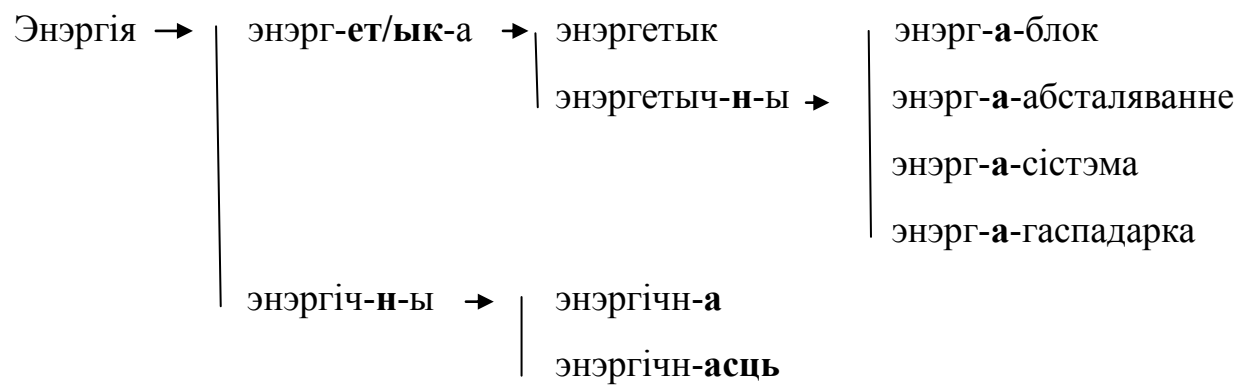 Энэргія → энэрг-ет/ык-а → энэргетык энэрг-а-блок
энэргетыч-н-ы → энэрг-а-абсталяванне
энэрг-а-сістэма
энэрг-а-гаспадарка
энэргіч-н-ы → энэргічн-а
энэргічн-асць